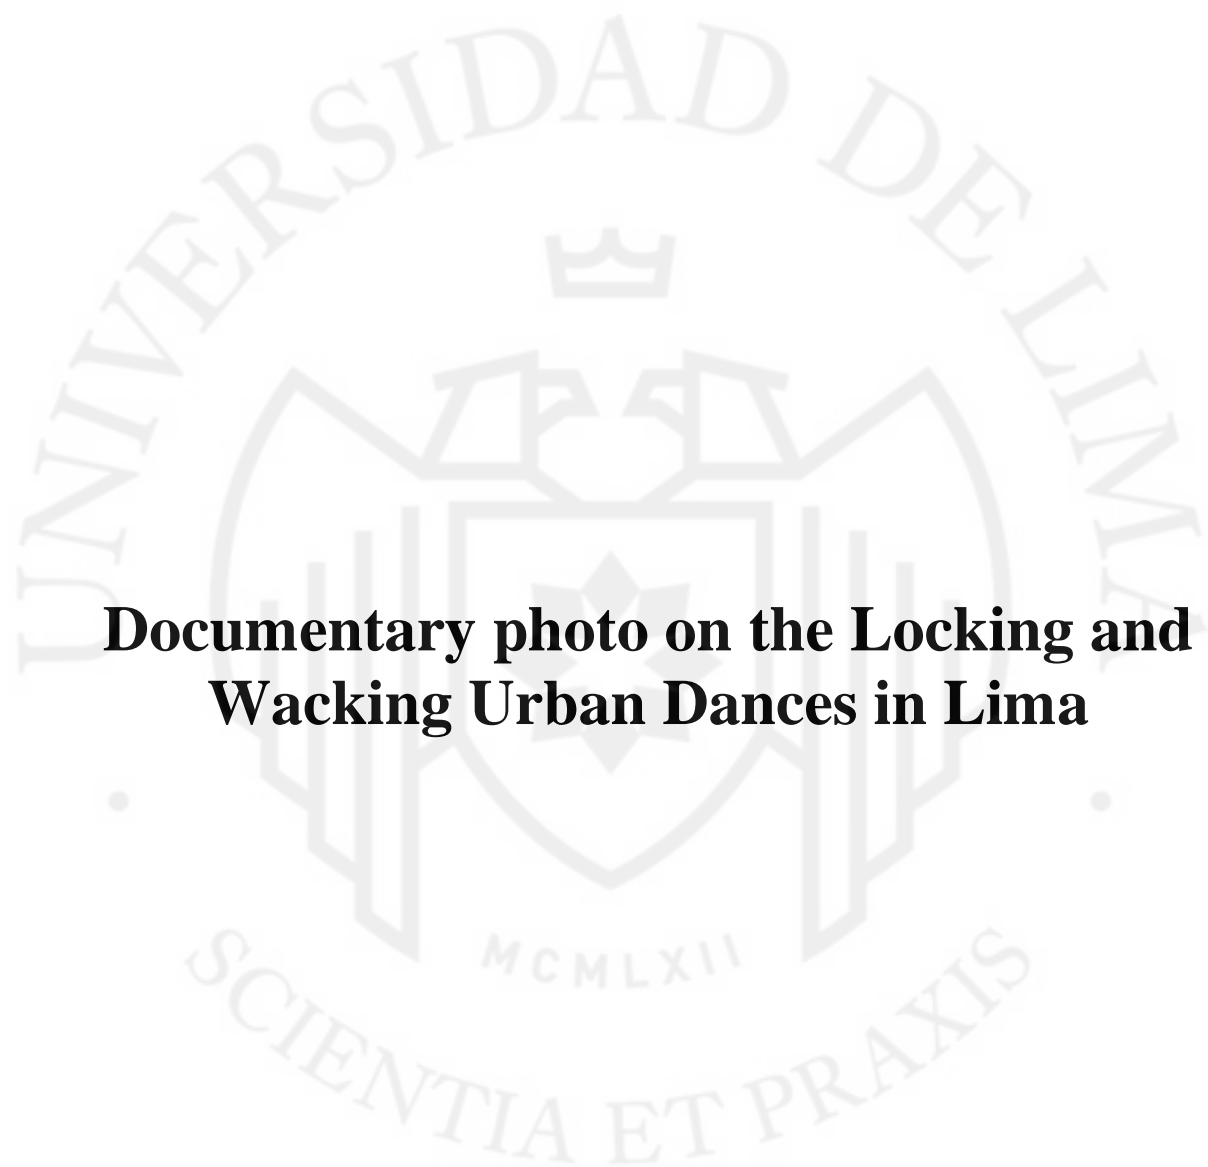 UNIVERSIDAD DE LIMA
Documentary photo on the Locking and
Wacking Urban Dances in Lima
MCMLXII
SCIENTIA ET PRAXIS